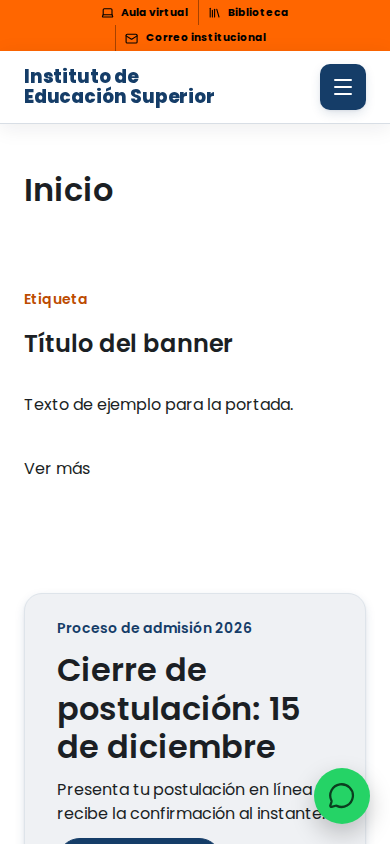 Aula virtual
Biblioteca
Correo institucional
Instituto de
Educación Superior
Inicio
Etiqueta
Título del banner
Texto de ejemplo para la portada.
Ver más
Proceso de admisión 2026
Cierre de
postulación: 15
de diciembre
Presenta tu postulación en línea
recibe la confirmación al instante.